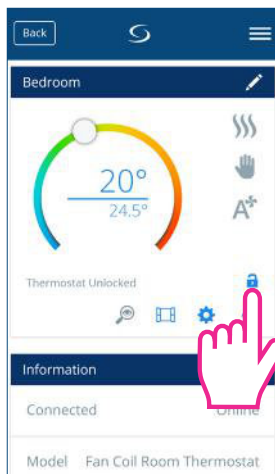 Back
Bedroom
20°
24.5°
A
Thermostat Unlocked
Information
Connected Online
Model Fan Coil Room Thermostat